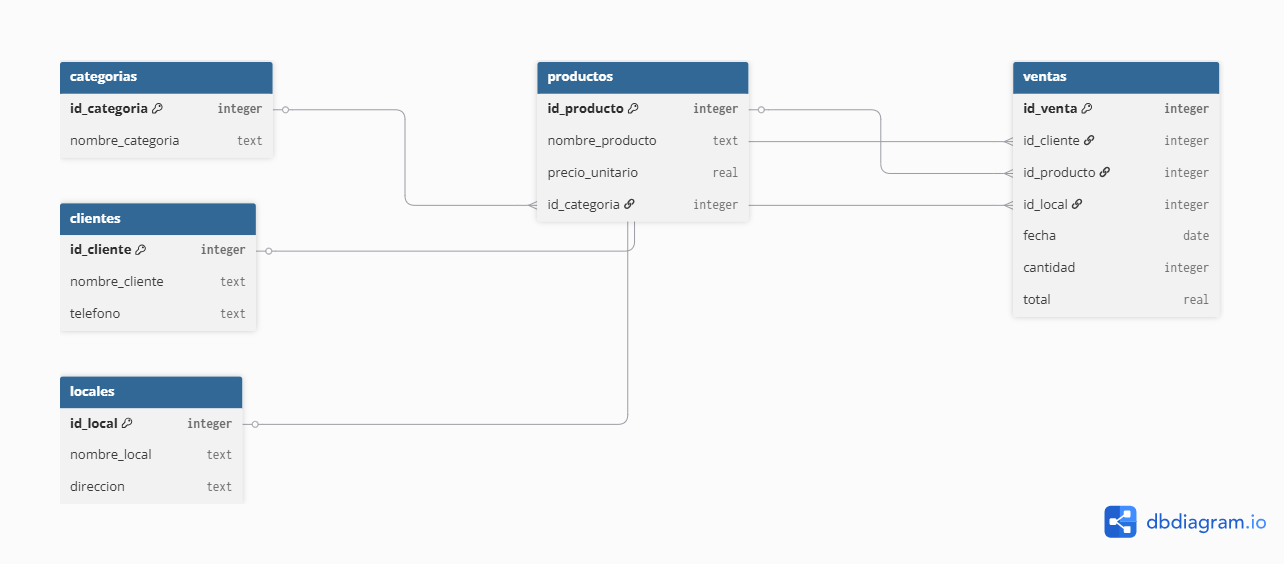 categorias
id_categoria integer
nombre_categoria text
clientes
id_cliente integer
nombre_cliente text
telefono text
locales
id_local integer
nombre_local text
direccion text
productos
id_producto integer
nombre_producto text
precio_unitario real
id_categoria integer
ventas
id_venta integer
id_cliente integer
id_producto integer
id_local integer
fecha date
cantidad integer
total real
dbdiagram.io